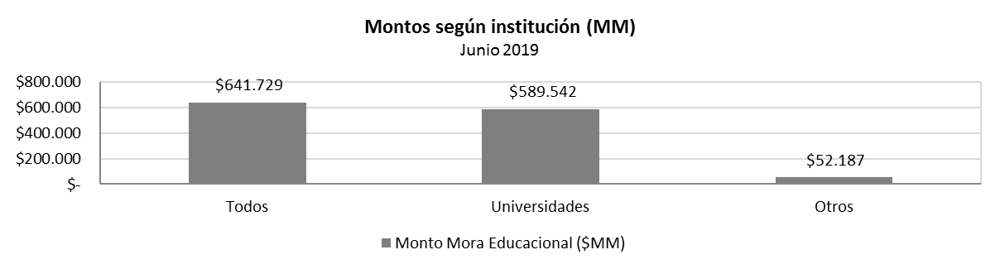 Montos según institución (MM)
Junio 2019
$800.000
$600.000
$400.000
$200.000
$-
$641.729
$589.542
$52.187
Todos
Universidades
Otros
Monto Mora Educacional ($MM)